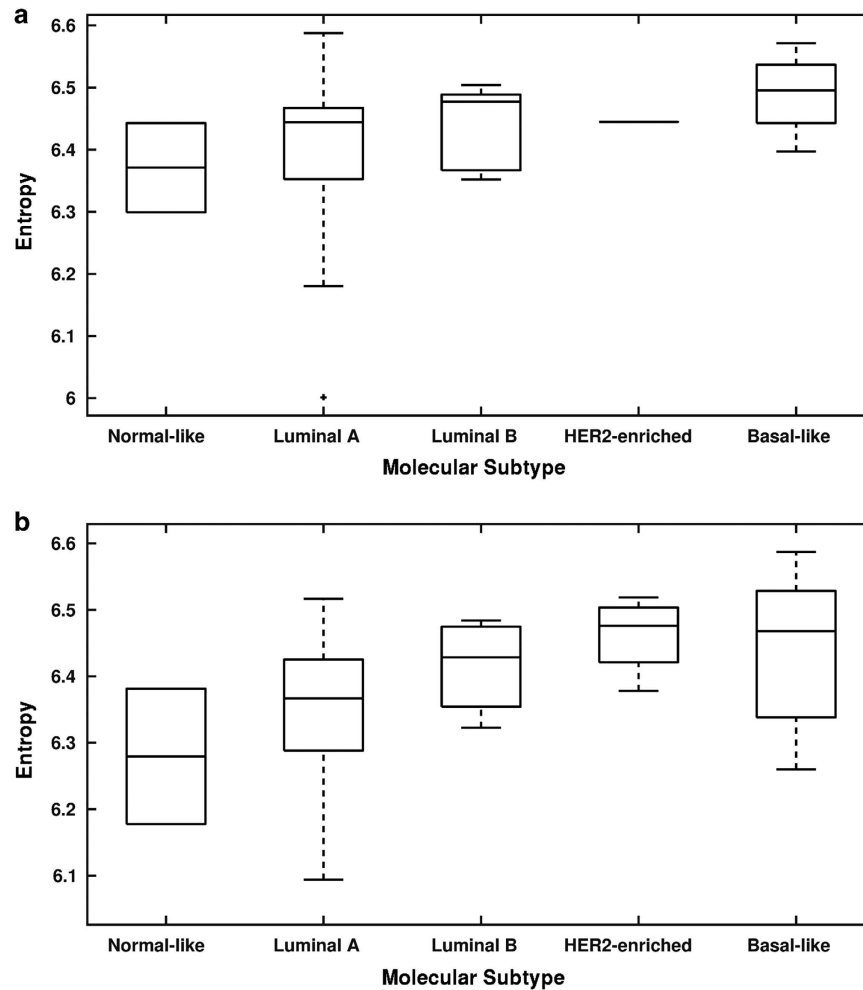 a
6.6
6.5
6.4
6.3
6.2
6.1
6
Entropy
Normal-like Luminal A Luminal B HER2-enriched Basal-like
Molecular Subtype
b
6.6
6.5
6.4
6.3
6.2
6.1
Entropy
Normal-like Luminal A Luminal B HER2-enriched Basal-like
Molecular Subtype